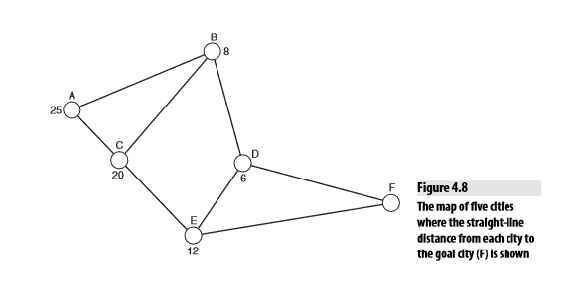 B
8
A
25
C
20
D
6
F
E
12
Figure 4.8
The map of five cities
where the straight-line
distance from each city to
the goal city (F) is shown